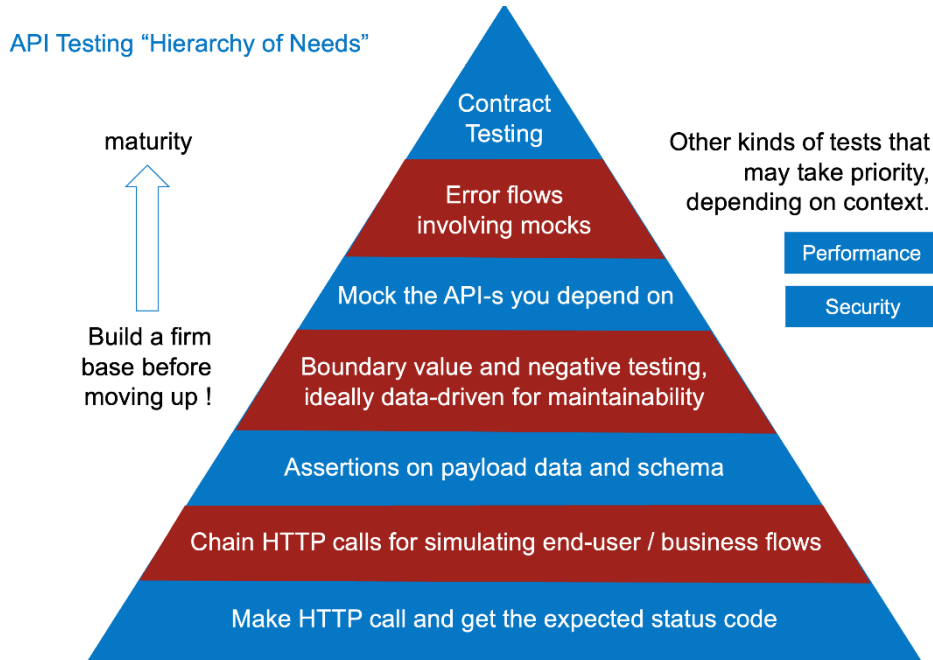 API Testing “Hierarchy of Needs”
Contract
Testing
maturity
Other kinds of tests that
may take priority,
depending on context.
Error flows
involving mocks
Performance
Mock the API-s you depend on
Security
Build a firm
base before
moving up !
Boundary value and negative testing,
ideally data-driven for maintainability
Assertions on payload data and schema
Chain HTTP calls for simulating end-user / business flows
Make HTTP call and get the expected status code